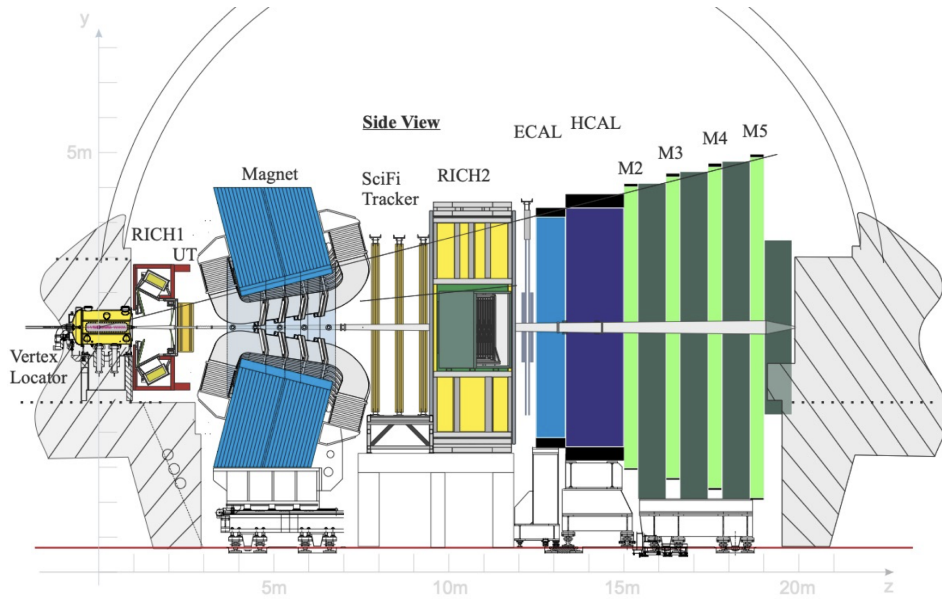 y
Side View
ECAL
HCAL
5m
M5
M4
M3
M2
Magnet
SciFi
Tracker
RICH2
RICH1
UT
Vertex
Locator
5m
10m
15m
20m
z